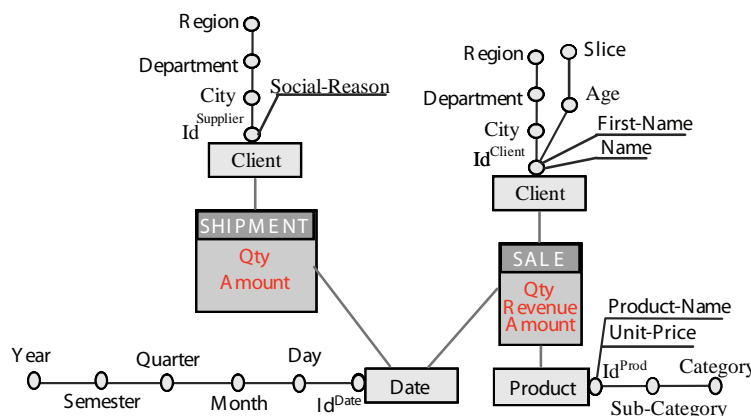 Region
Department
City
Social-Reason
Id^Supplier
Client
SHIPMENT
Qty
Amount
Region
Slice
Department
Age
City
First-Name
Id^Client
Name
Client
SALE
Qty
Revenue
Amount
Product-Name
Unit-Price
Year
Quarter
Day
Semester
Month
Id^Date
Date
Product
Id^Prod
Category
Sub-Category